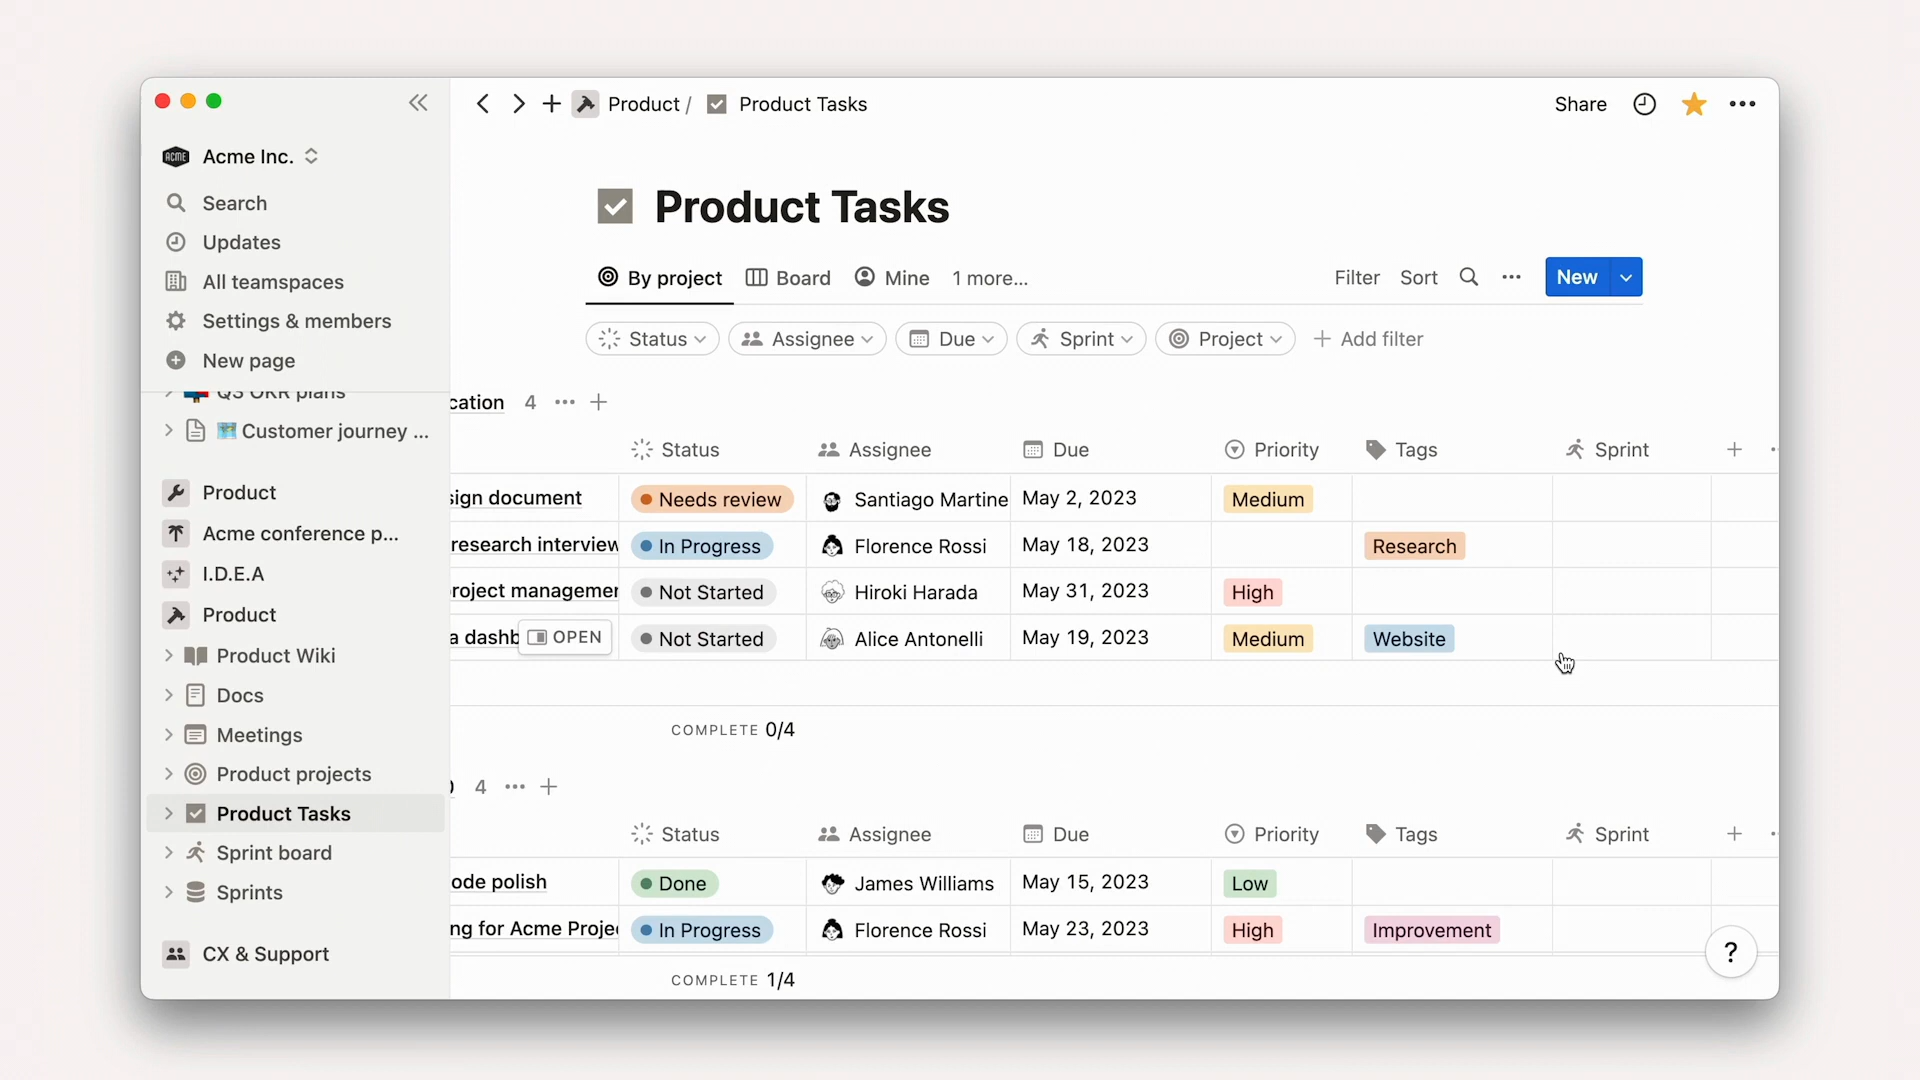 Product / Product Tasks
Share
ACME Acme Inc.
Search
Updates
All teamspaces
Settings & members
New page
Q3 OKR plans
Customer journey ...
Product
Acme conference p...
I.D.E.A
Product
Product Wiki
Docs
Meetings
Product projects
Product Tasks
Sprint board
Sprints
CX & Support
Product Tasks
By project Board Mine 1 more...
Filter Sort New
Status Assignee Due Sprint Project + Add filter
cation 4
Status Assignee Due Priority Tags Sprint
sign document Needs review Santiago Martine May 2, 2023 Medium
research interview In Progress Florence Rossi May 18, 2023 Research
roject managemen Not Started Hiroki Harada May 31, 2023 High
a dashb OPEN Not Started Alice Antonelli May 19, 2023 Medium Website
COMPLETE 0/4
4
Status Assignee Due Priority Tags Sprint
ode polish Done James Williams May 15, 2023 Low
ng for Acme Proje In Progress Florence Rossi May 23, 2023 High Improvement
COMPLETE 1/4
?